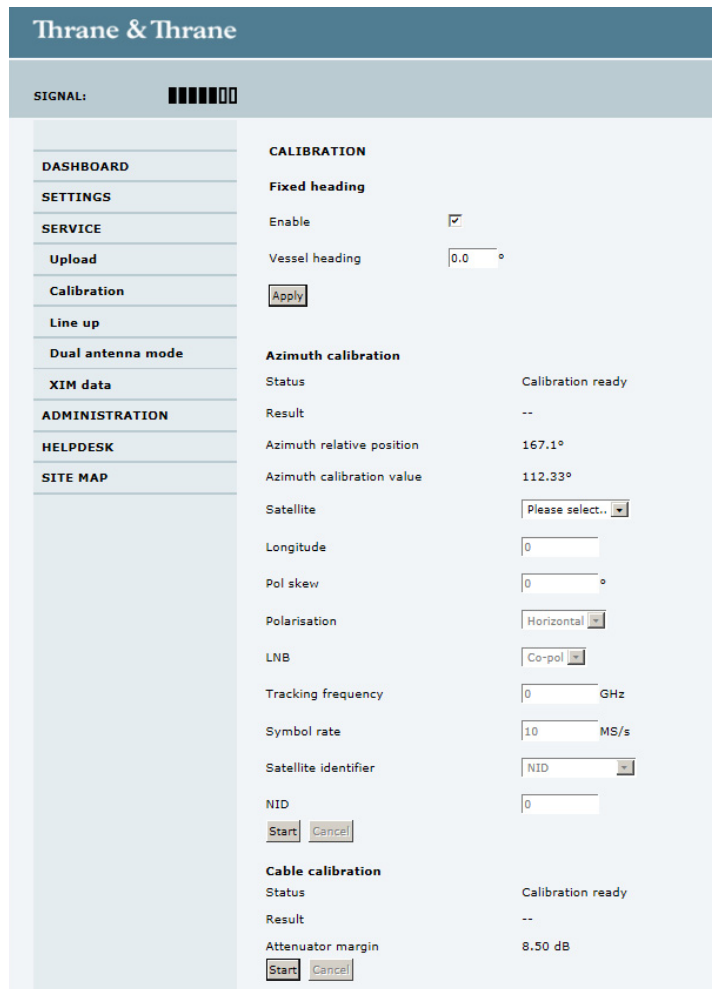 Thrane & Thrane
SIGNAL:
DASHBOARD
SETTINGS
SERVICE
Upload
Calibration
Line up
Dual antenna mode
XIM data
ADMINISTRATION
HELPDESK
SITE MAP
CALIBRATION
Fixed heading
Enable
Vessel heading 0.0 °
Apply
Azimuth calibration
Status Calibration ready
Result --
Azimuth relative position 167.1°
Azimuth calibration value 112.33°
Satellite Please select..
Longitude 0
Pol skew 0 °
Polarisation Horizontal
LNB Co-pol
Tracking frequency 0 GHz
Symbol rate 10 MS/s
Satellite identifier NID
NID 0
Start Cancel
Cable calibration
Status Calibration ready
Result --
Attenuator margin 8.50 dB
Start Cancel